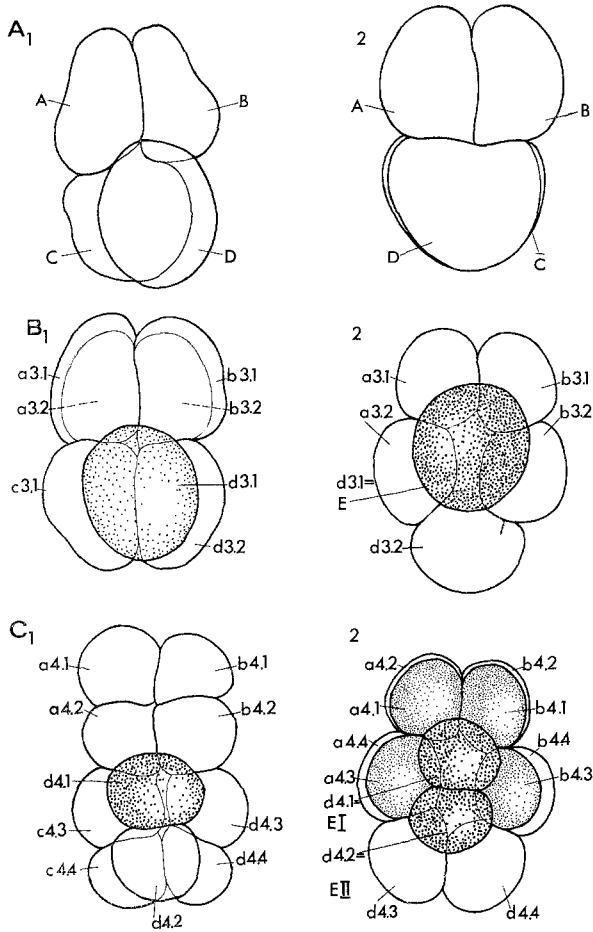 A1
2
A
B
A
B
C
D
D
C
B1
2
a3.1
b3.1
a3.2
b3.2
c3,1
d3.1
d3.2
a3.1
b3.1
a3.2
b3.2
d3.1=
E
d3.2
C1
2
a4.1
b4.1
a4.2
b4.2
d4.1
c4.3
d4.3
c4.4
d4.4
d4.2
a4.2
b4.2
a4.1
b4.1
a4.4
b4.4
a4.3
b4.3
d4.1=
EI
d4.2=
EII
d4.3
d4.4